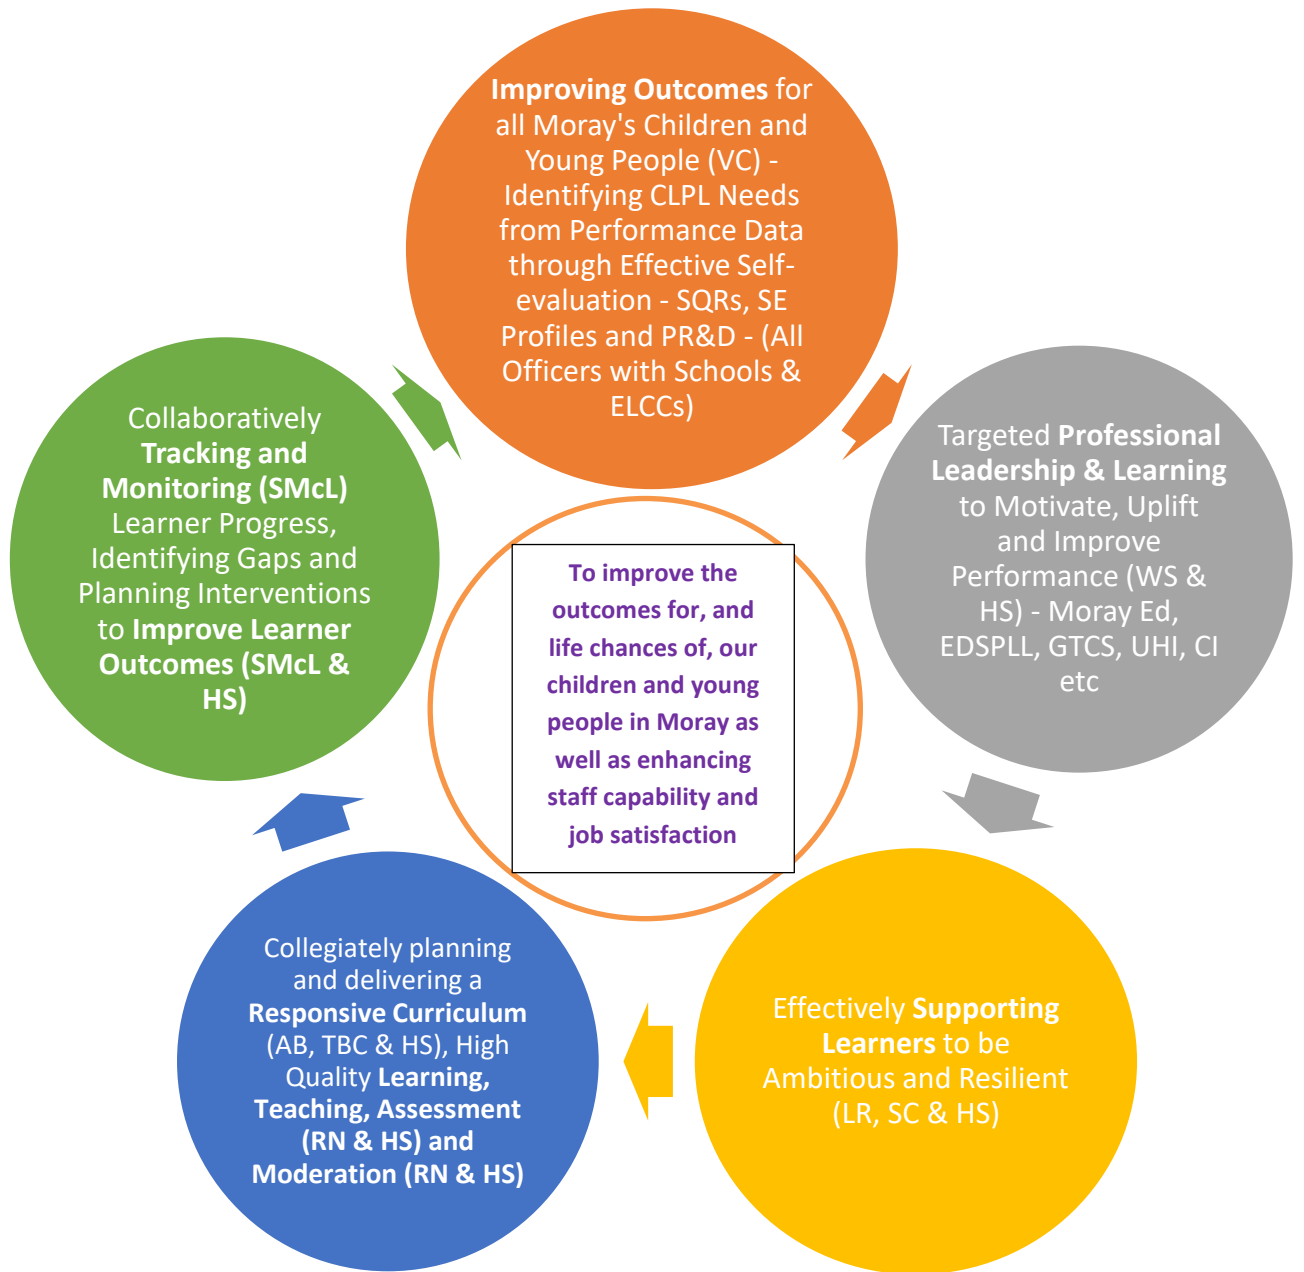 Improving Outcomes for
all Moray's Children and
Young People (VC) -
Identifying CLPL Needs
from Performance Data
through Effective Self-
evaluation - SQRs, SE
Profiles and PR&D - (All
Officers with Schools &
ELCCs)
Targeted Professional
Leadership & Learning
to Motivate, Uplift
and Improve
Performance (WS &
HS) - Moray Ed,
EDSPLL, GTCS, UHI, CI
etc
Effectively Supporting
Learners to be
Ambitious and Resilient
(LR, SC & HS)
Collegiately planning
and delivering a
Responsive Curriculum
(AB, TBC & HS), High
Quality Learning,
Teaching, Assessment
(RN & HS) and
Moderation (RN & HS)
Collaboratively
Tracking and
Monitoring (SMcL)
Learner Progress,
Identifying Gaps and
Planning Interventions
to Improve Learner
Outcomes (SMcL &
HS)
To improve the
outcomes for, and
life chances of, our
children and young
people in Moray as
well as enhancing
staff capability and
job satisfaction